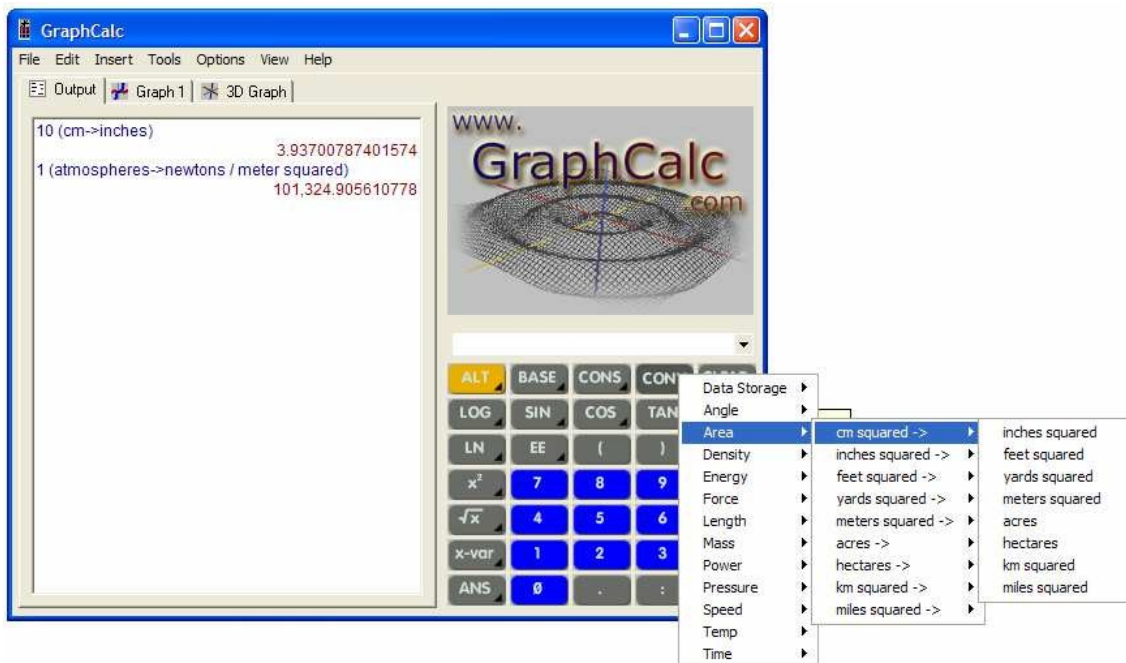 GraphCalc
File Edit Insert Tools Options View Help
Output Graph 1 3D Graph
10 (cm->inches)
3.93700787401574
1 (atmospheres->newtons / meter squared)
101,324.905610778
www.
GraphCalc
.com
ALT BASE CONS
LOG SIN COS TAN
LN EE ( )
x² 7 8 9
√x 4 5 6
x-var 1 2 3
ANS Ø . :
Data Storage
Angle
Area
Density
Energy
Force
Length
Mass
Power
Pressure
Speed
Temp
Time
cm squared ->
inches squared ->
feet squared ->
yards squared ->
meters squared ->
acres ->
hectares ->
km squared ->
miles squared ->
inches squared
feet squared
yards squared
meters squared
acres
hectares
km squared
miles squared